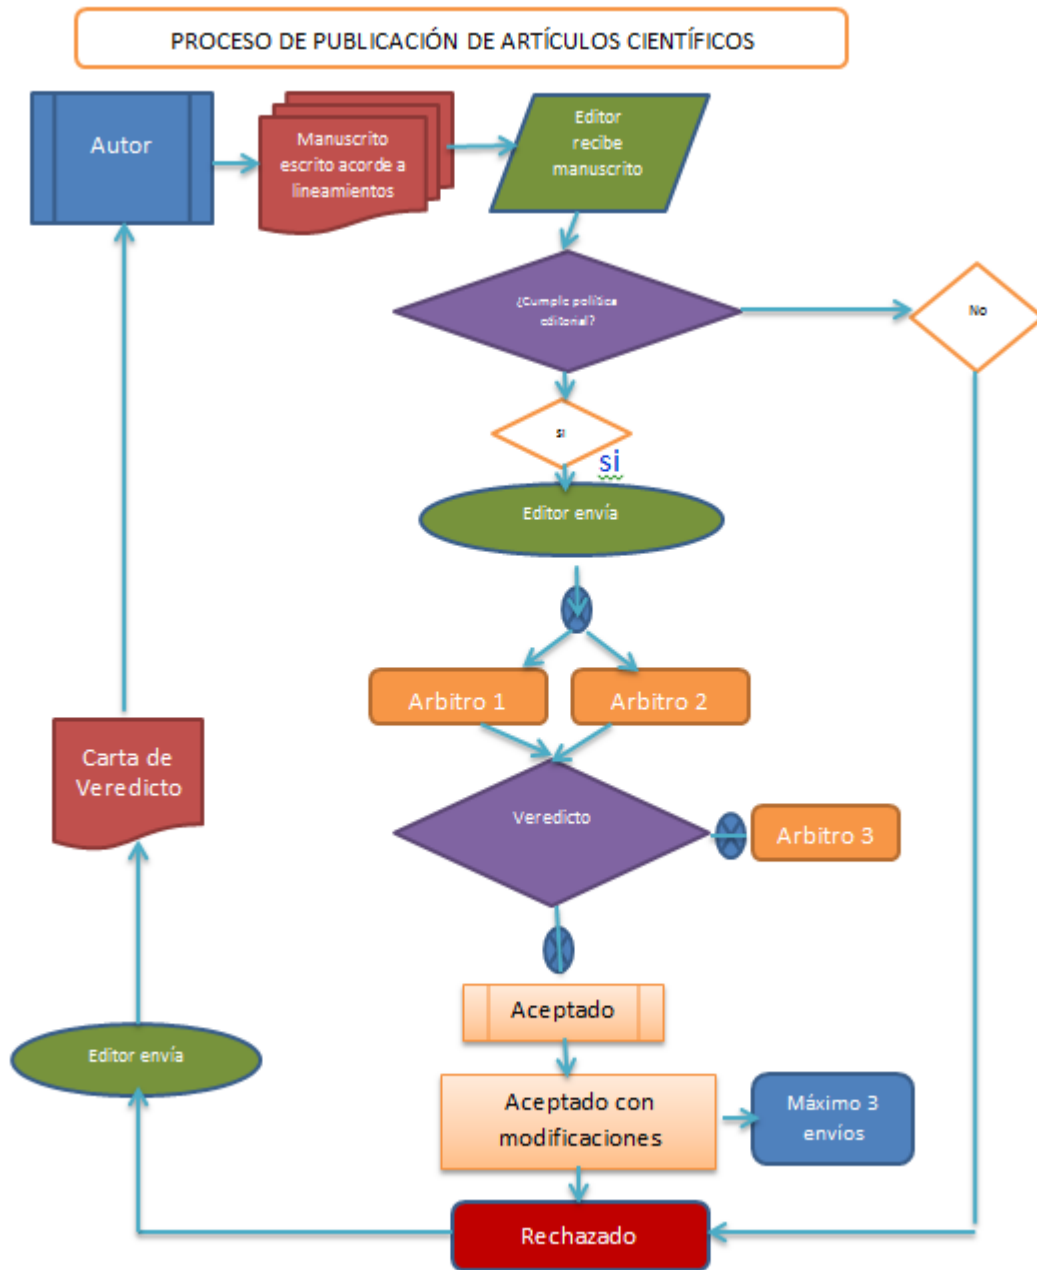 PROCESO DE PUBLICACIÓN DE ARTÍCULOS CIENTÍFICOS
Autor
Manuscrito
escrito acorde a
lineamientos
Editor
recibe
manuscrito
¿Cumple política
editorial?
No
si
si
Editor envía
Arbitro 1
Arbitro 2
Carta de
Veredicto
Veredicto
Arbitro 3
Aceptado
Editor envía
Aceptado con
modificaciones
Máximo 3
envíos
Rechazado